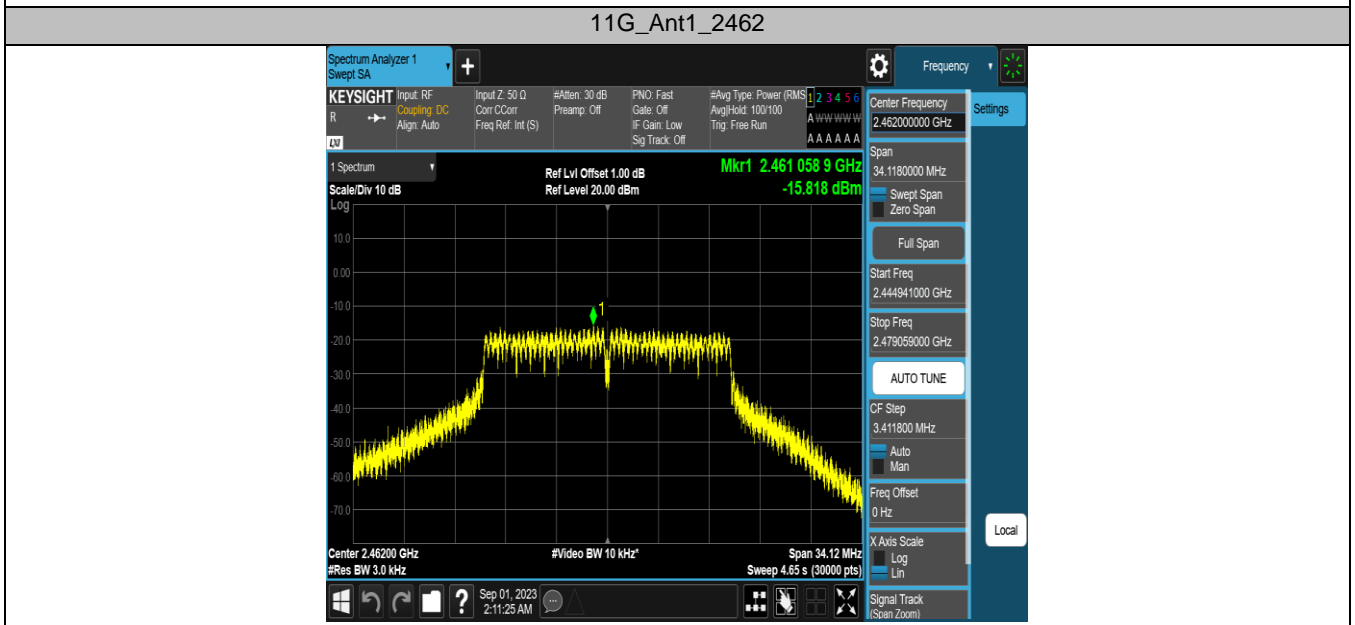 11G_Ant1_2462
Spectrum Analyzer 1
Swept SA
Frequency
KEYSIGHT
R
LXI
Input: RF
Coupling: DC
Align: Auto
Input Z: 50 Ω
Corr CCorr
Freq Ref: Int (S)
#Atten: 30 dB
Preamp: Off
PNO: Fast
Gate: Off
IF Gain: Low
Sig Track: Off
#Avg Type: Power (RMS
Avg|Hold: 100/100
Trig: Free Run
1 2 3 4 5 6
A W W W W W
A A A A A A
1 Spectrum
Scale/Div 10 dB
Log
Ref Lvl Offset 1.00 dB
Ref Level 20.00 dBm
Mkr1 2.461 058 9 GHz
-15.818 dBm
10.0
0.00
-10.0
-20.0
-30.0
-40.0
-50.0
-60.0
-70.0
1
Center 2.46200 GHz
#Res BW 3.0 kHz
#Video BW 10 kHz*
Span 34.12 MHz
Sweep 4.65 s (30000 pts)
Center Frequency
2.462000000 GHz
Settings
Span
34.1180000 MHz
Swept Span
Zero Span
Full Span
Start Freq
2.444941000 GHz
Stop Freq
2.479059000 GHz
AUTO TUNE
CF Step
3.411800 MHz
Auto
Man
Freq Offset
0 Hz
X Axis Scale
Log
Lin
Local
Signal Track
(Span Zoom)
?
Sep 01, 2023
2:11:25 AM